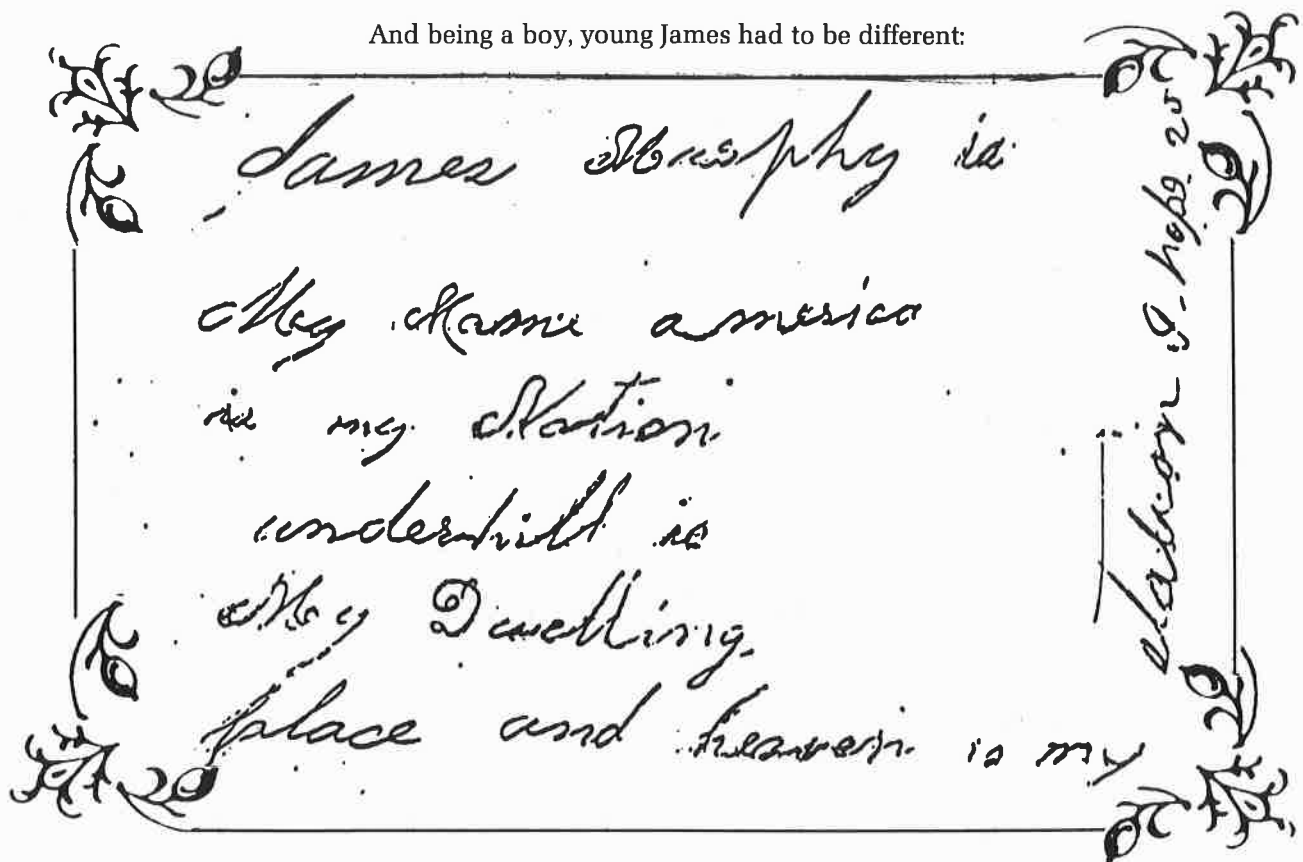 And being a boy, young James had to be different:
James Murphy is
My Name america
is my Nation
underhill is
My Dwelling
place and heaven is my
I hope